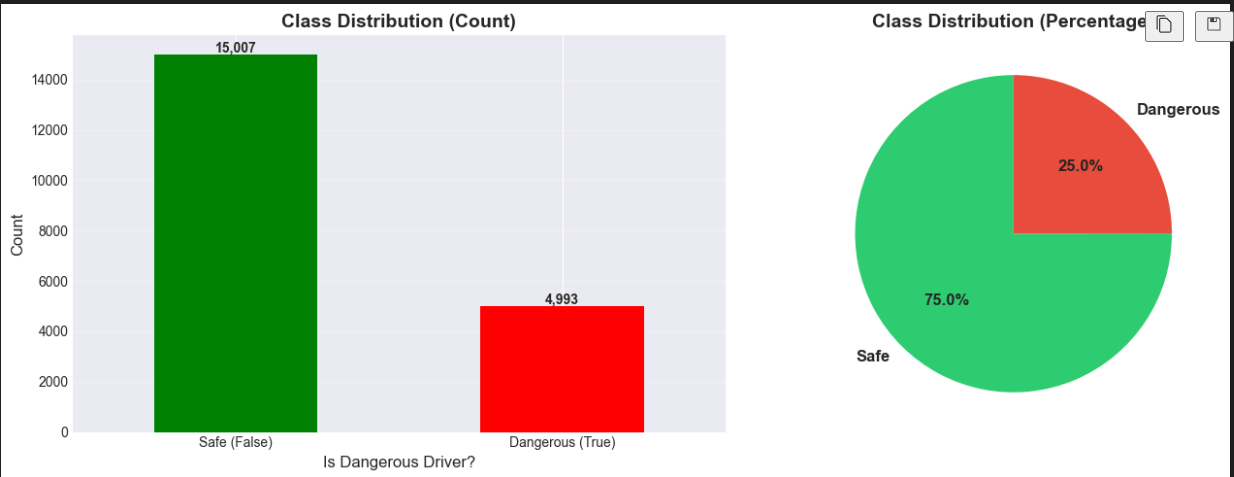 Class Distribution (Count)
15,007
14000
12000
10000
8000
6000
4000
2000
0
Count
4,993
Safe (False)
Dangerous (True)
Is Dangerous Driver?
Class Distribution (Percentage
Dangerous
25.0%
75.0%
Safe